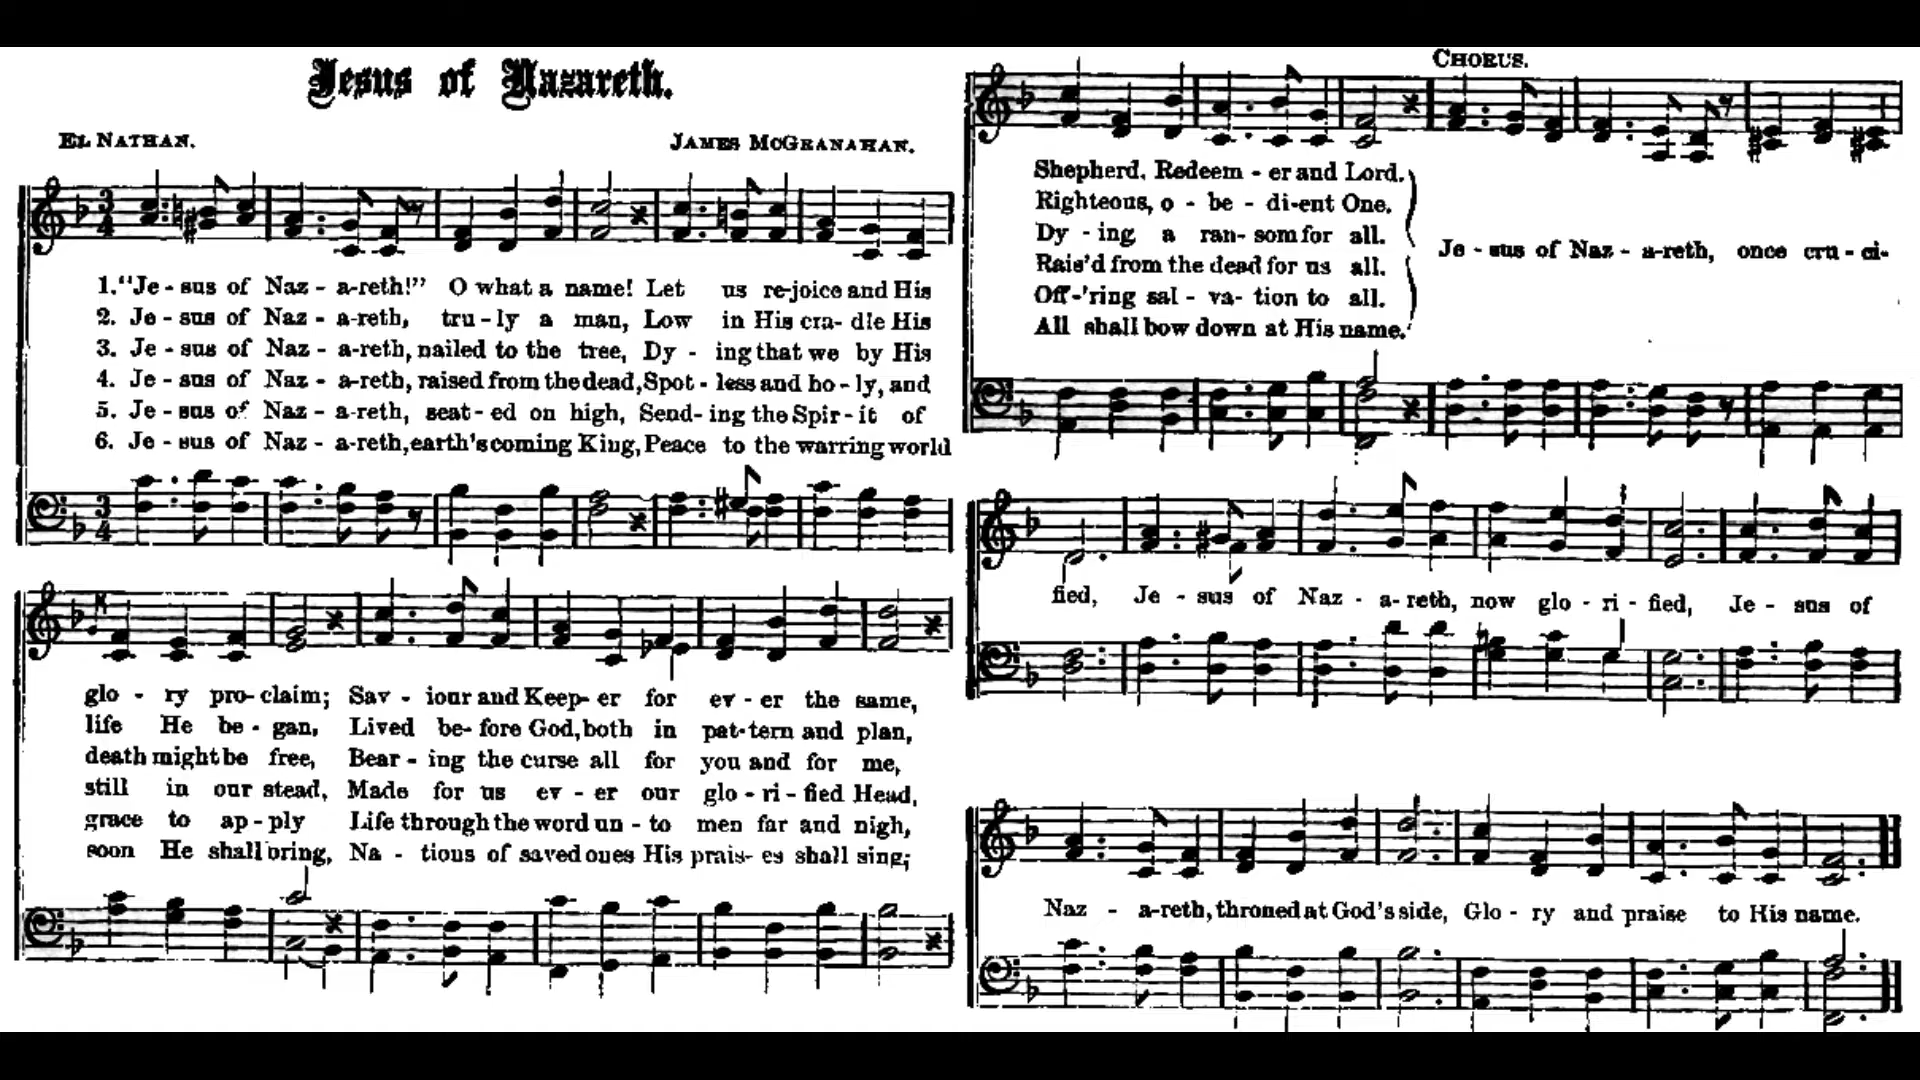 Jesus of Nazareth.
EL NATHAN.
JAMES McGRANAHAN.
1. "Je - sus of Naz - a-reth!" O what a name! Let us re-joice and His
2. Je - sus of Naz - a-reth, tru - ly a man, Low in His cra- dle His
3. Je - sus of Naz - a-reth, nailed to the tree, Dy - ing that we by His
4. Je - sus of Naz - a-reth, raised from the dead, Spot - less and ho - ly, and
5. Je - sus of Naz - a-reth, seat - ed on high, Send- ing the Spir - it of
6. Je - sus of Naz - a-reth, earth's coming King, Peace to the warring world
glo - ry pro- claim; Sav - iour and Keep- er for ev - er the same,
life He be - gan, Lived be- fore God, both in pat- tern and plan,
death might be free, Bear - ing the curse all for you and for me,
still in our stead, Made for us ev - er our glo - ri - fied Head,
grace to ap - ply Life through the word un - to men far and nigh,
soon He shall bring, Na - tions of saved ones His prais- es shall sing;
CHORUS.
Shepherd, Redeem - er and Lord.
Righteous, o - be - di-ent One.
Dy - ing a ran- som for all.
Rais'd from the dead for us all.
Off-'ring sal - va- tion to all.
All shall bow down at His name.
Je - sus of Naz - a-reth, once cru - ci-
fied, Je - sus of Naz - a- reth, now glo - ri - fied, Je - sus of
Naz - a-reth, throned at God's side, Glo - ry and praise to His name.